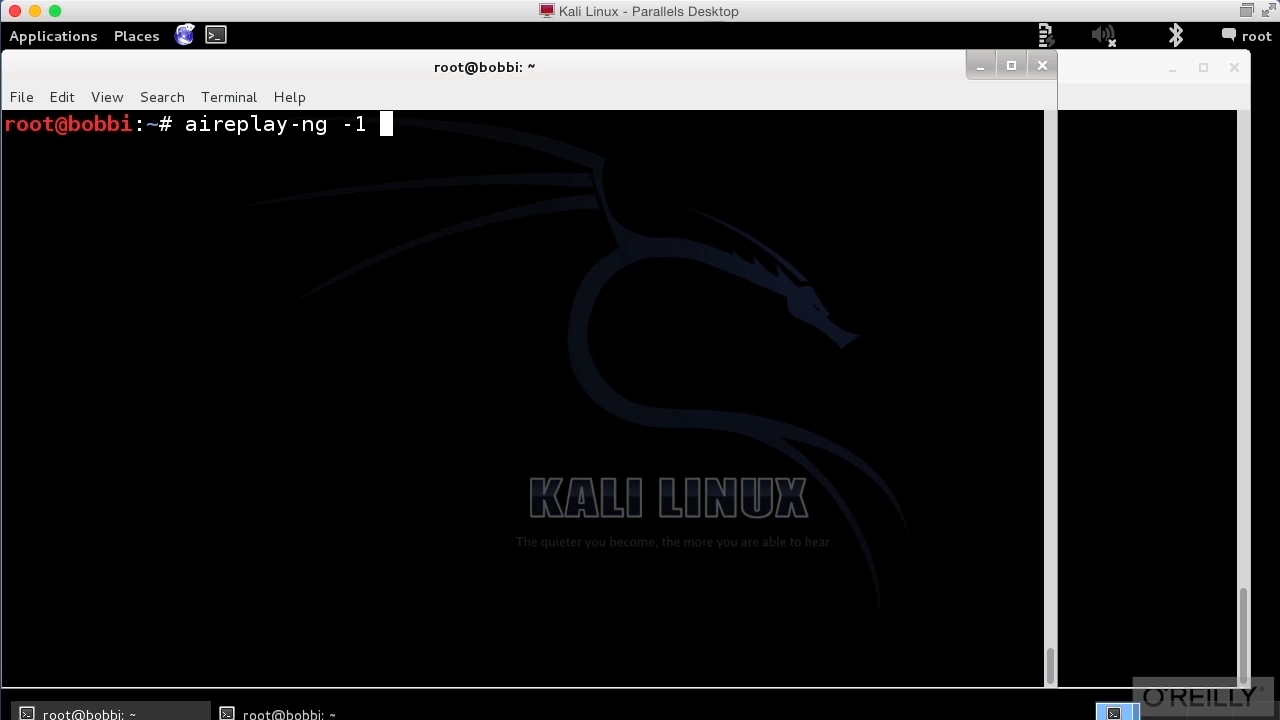 Kali Linux - Parallels Desktop
Applications Places root
root@bobbi: ~
File Edit View Search Terminal Help
root@bobbi:~# aireplay-ng -1
KALI LINUX
The quieter you become, the more you are able to hear.
O'REILLY®
root@bobbi: ~ root@bobbi: ~